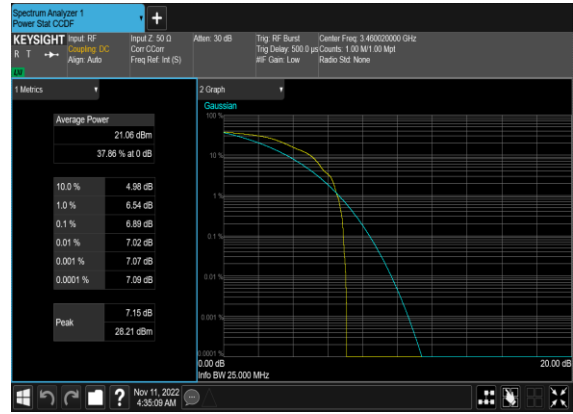 Spectrum Analyzer 1
Power Stat CCDF
KEYSIGHT
R T
LXI
Input: RF
Coupling: DC
Align: Auto
Input Z: 50 Ω
Corr CCorr
Freq Ref: Int (S)
Atten: 30 dB
Trig: RF Burst
Trig Delay: 500.0 µs
#IF Gain: Low
Center Freq: 3.460020000 GHz
Counts: 1.00 M/1.00 Mpt
Radio Std: None
1 Metrics
Average Power
21.06 dBm
37.86 % at 0 dB
10.0 % 4.98 dB
1.0 % 6.54 dB
0.1 % 6.89 dB
0.01 % 7.02 dB
0.001 % 7.07 dB
0.0001 % 7.09 dB
Peak
7.15 dB
28.21 dBm
2 Graph
Gaussian
100 %
10 %
1 %
0.1 %
0.01 %
0.001 %
0.0001 %
0.00 dB
20.00 dB
Info BW 25.000 MHz
?
Nov 11, 2022
4:35:09 AM